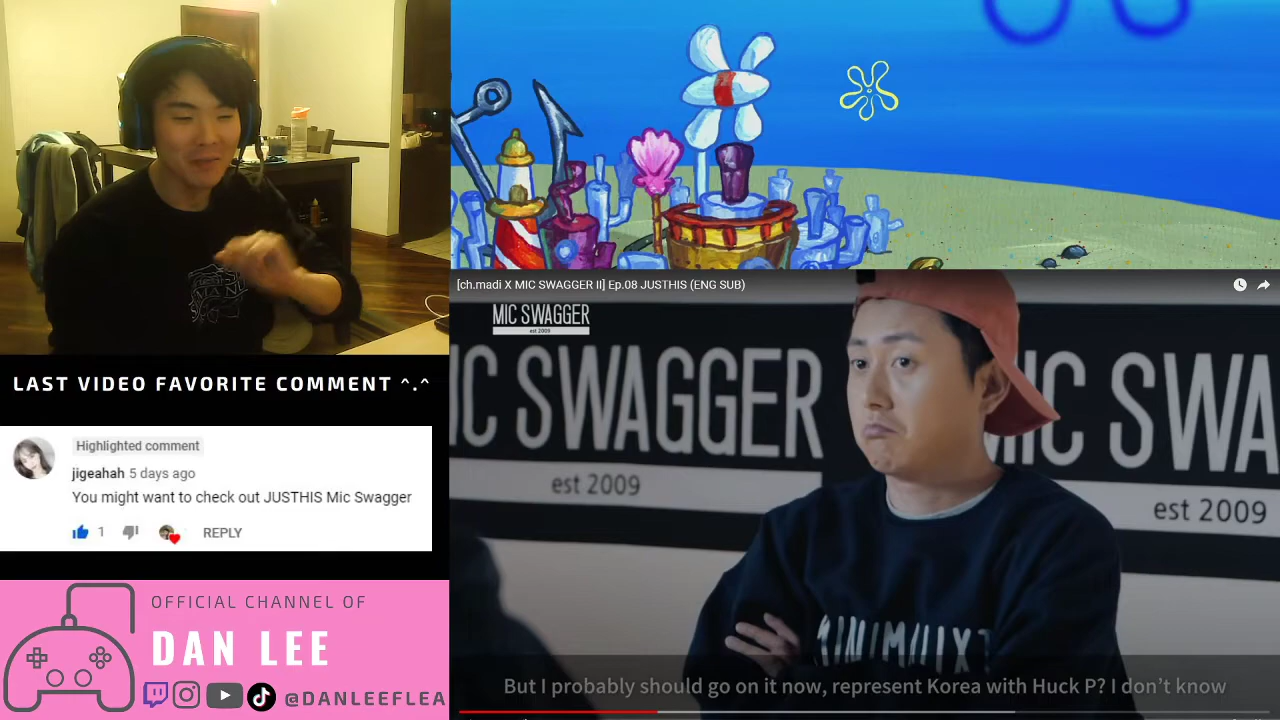 [ch.madi X MIC SWAGGER II] Ep.08 JUSTHIS (ENG SUB)
MIC SWAGGER
est 2009
IC SWAGGER
est 2009
MIC SWA
est 2009
MINIMALIXT
But I probably should go on it now, represent Korea with Huck P? I don't know
LAST VIDEO FAVORITE COMMENT ^.^
Highlighted comment
jigeahah 5 days ago
You might want to check out JUSTHIS Mic Swagger
1
REPLY
OFFICIAL CHANNEL OF
DAN LEE
@DANLEEFLEA